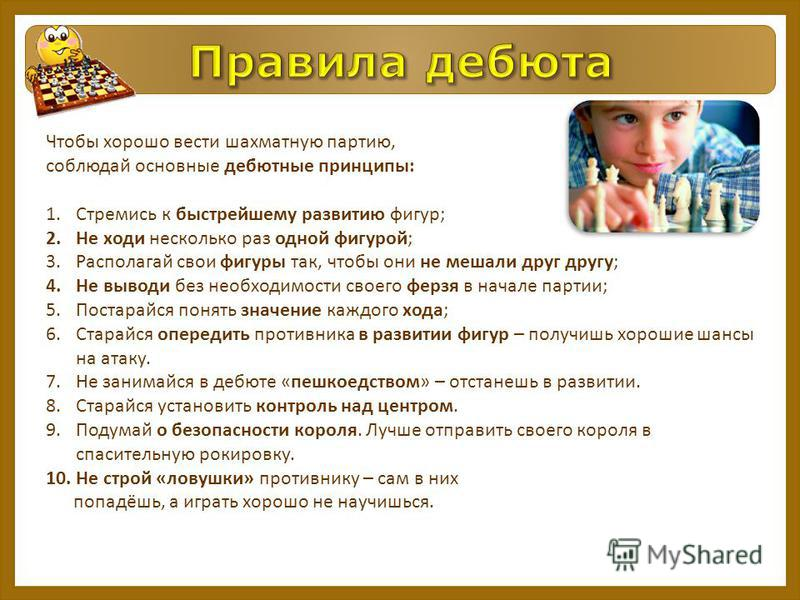 Правила дебюта
Чтобы хорошо вести шахматную партию,
соблюдай основные дебютные принципы:
1. Стремись к быстрейшему развитию фигур;
2. Не ходи несколько раз одной фигурой;
3. Располагай свои фигуры так, чтобы они не мешали друг другу;
4. Не выводи без необходимости своего ферзя в начале партии;
5. Постарайся понять значение каждого хода;
6. Старайся опередить противника в развитии фигур – получишь хорошие шансы
на атаку.
7. Не занимайся в дебюте «пешкоедством» – отстанешь в развитии.
8. Старайся установить контроль над центром.
9. Подумай о безопасности короля. Лучше отправить своего короля в
спасительную рокировку.
10. Не строй «ловушки» противнику – сам в них
попадёшь, а играть хорошо не научишься.
MyShared